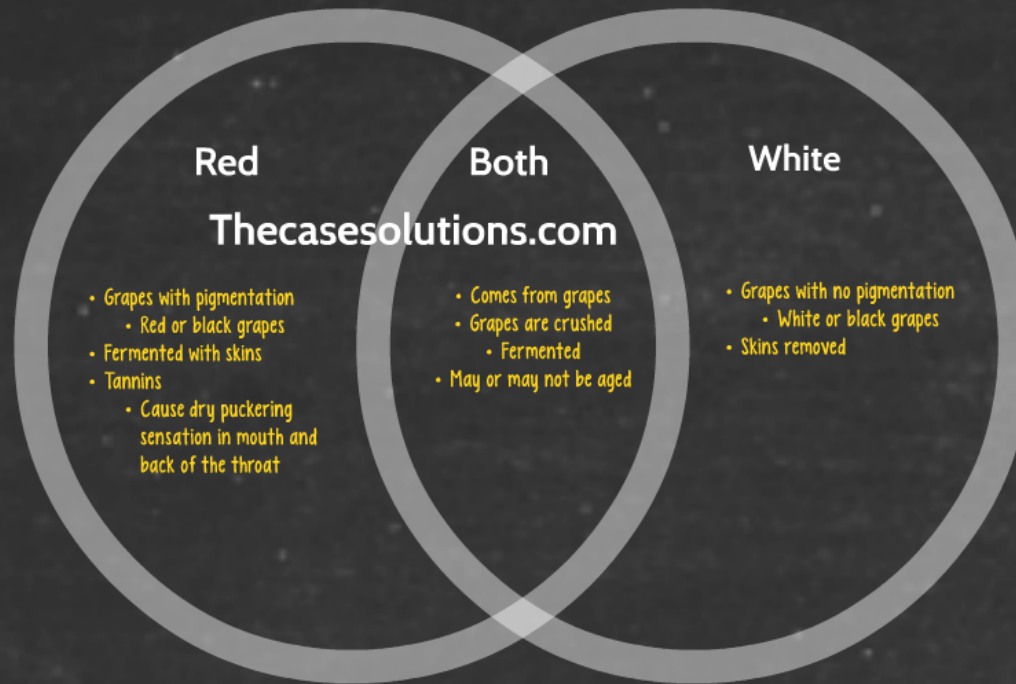 Red
Both
White
Thecasesolutions.com
• Grapes with pigmentation
• Red or black grapes
• Fermented with skins
• Tannins
• Cause dry puckering
sensation in mouth and
back of the throat
• Comes from grapes
• Grapes are crushed
• Fermented
• May or may not be aged
• Grapes with no pigmentation
• White or black grapes
• Skins removed